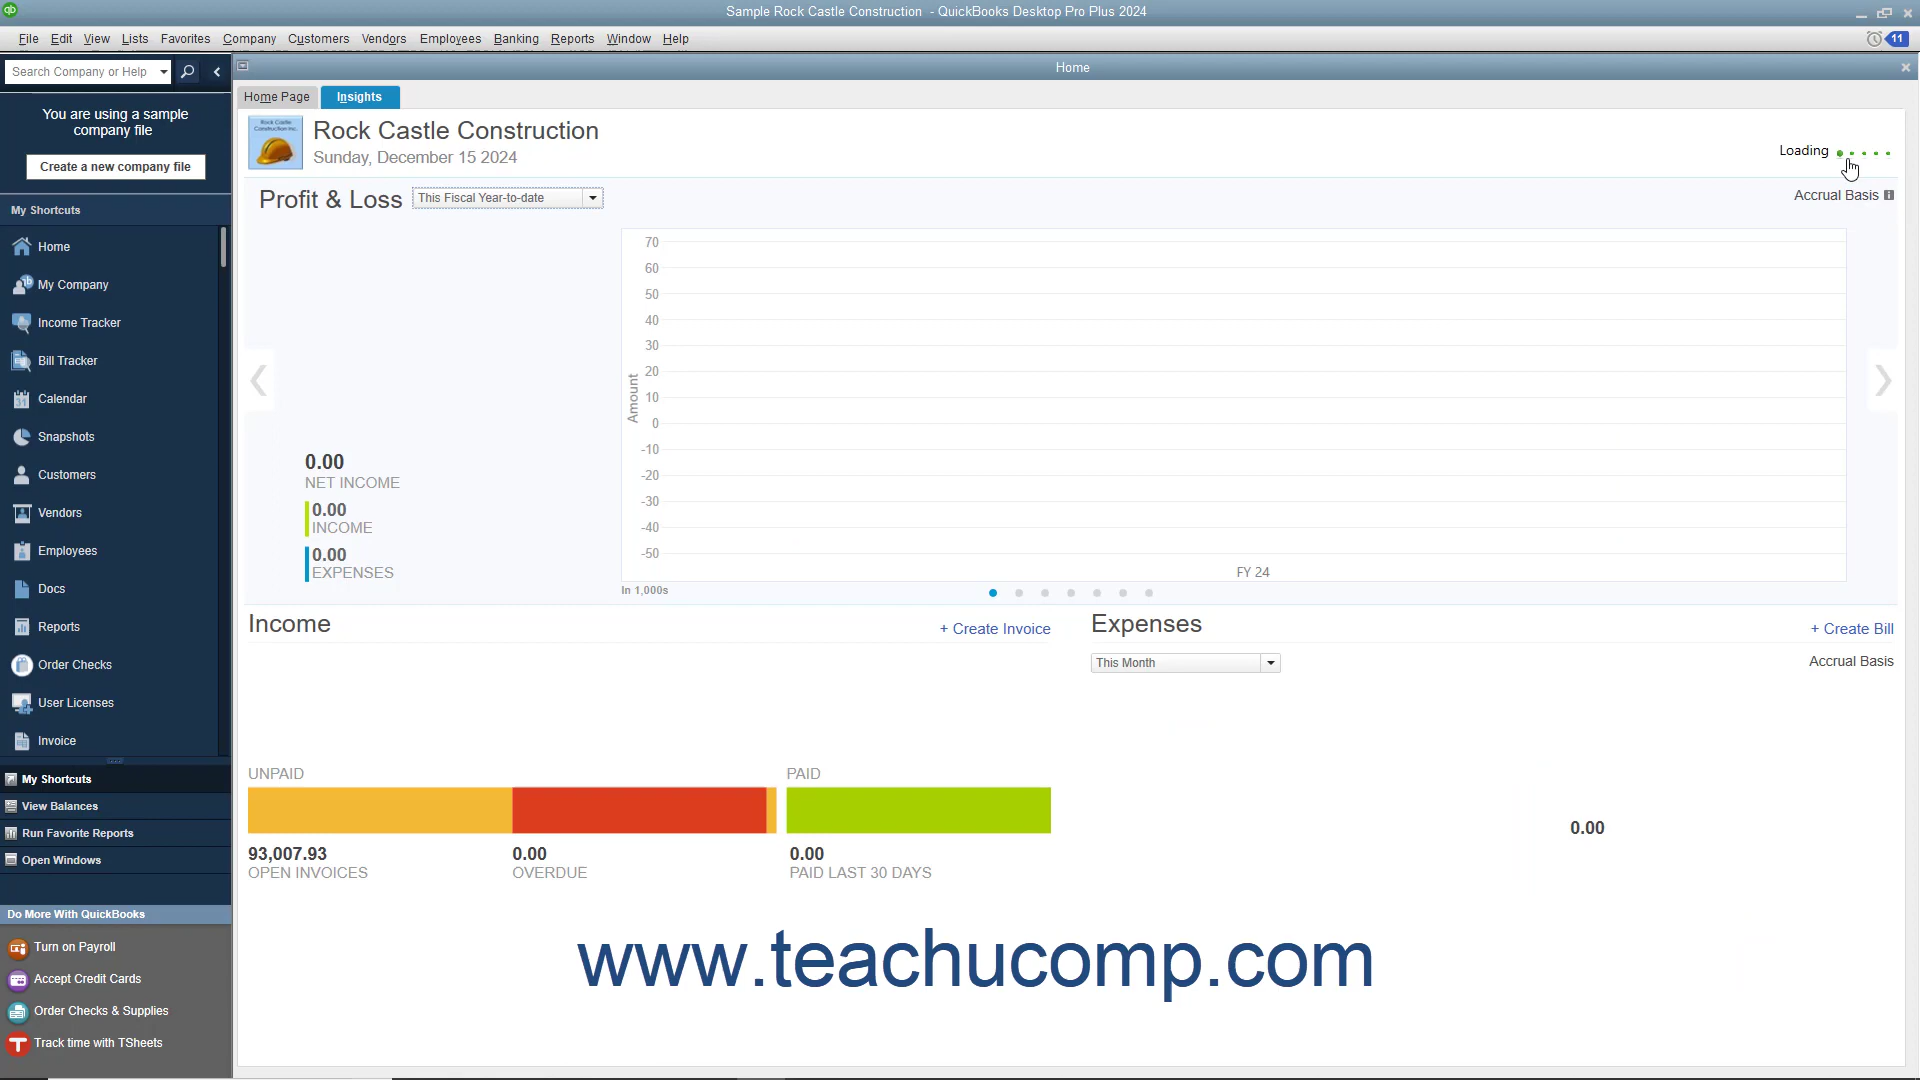 Sample Rock Castle Construction - QuickBooks Desktop Pro Plus 2024
File Edit View Lists Favorites Company Customers Vendors Employees Banking Reports Window Help
11
Search Company or Help
Home
You are using a sample
company file
Create a new company file
My Shortcuts
Home
My Company
Income Tracker
Bill Tracker
Calendar
Snapshots
Customers
Vendors
Employees
Docs
Reports
Order Checks
User Licenses
Invoice
My Shortcuts
View Balances
Run Favorite Reports
Open Windows
Do More With QuickBooks
Turn on Payroll
Accept Credit Cards
Order Checks & Supplies
Track time with TSheets
Home Page
Insights
Rock Castle
Construction Inc.
Rock Castle Construction
Sunday, December 15 2024
Loading
Profit & Loss
This Fiscal Year-to-date
Accrual Basis
0.00
NET INCOME
0.00
INCOME
0.00
EXPENSES
Amount
70
60
50
40
30
20
10
0
-10
-20
-30
-40
-50
FY 24
In 1,000s
Income
+ Create Invoice
UNPAID
PAID
93,007.93
OPEN INVOICES
0.00
OVERDUE
0.00
PAID LAST 30 DAYS
Expenses
+ Create Bill
This Month
Accrual Basis
0.00
www.teachucomp.com